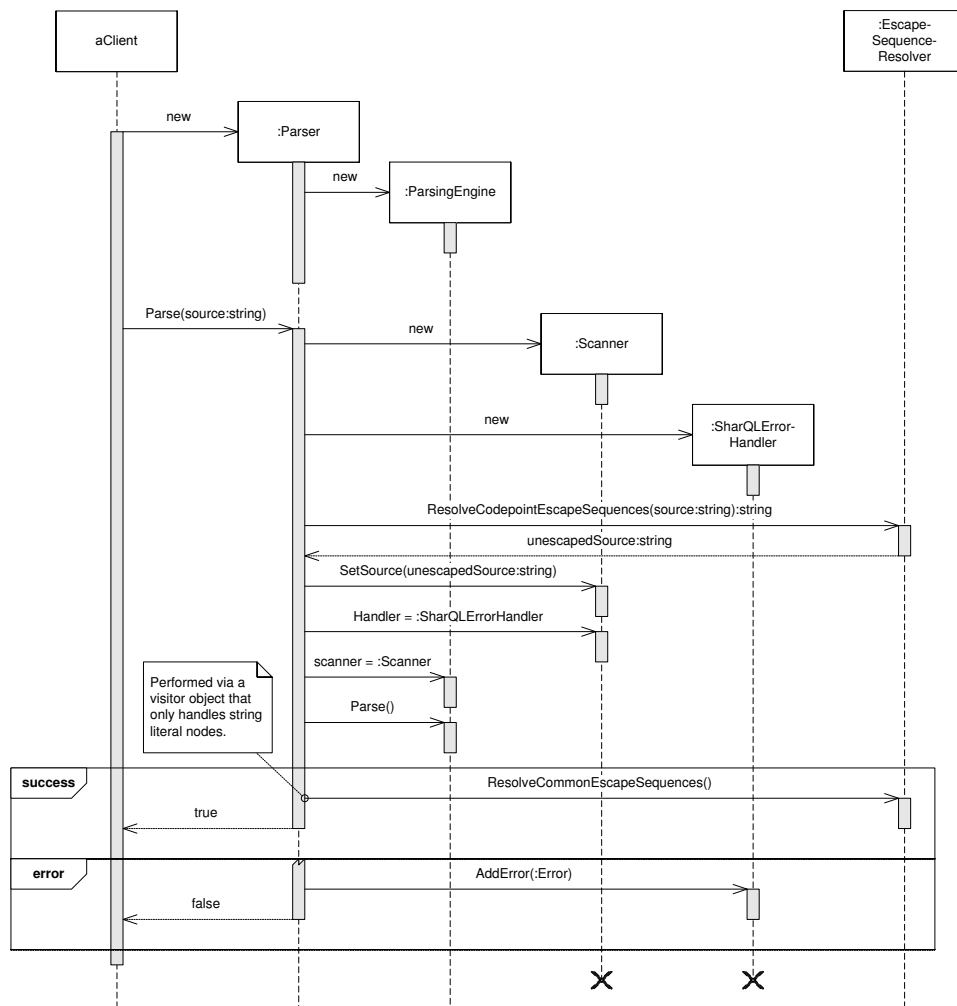 aClient
:Escape-
Sequence-
Resolver
new
:Parser
new
:ParsingEngine
Parse(source:string)
new
:Scanner
new
:SharQLError-
Handler
ResolveCodepointEscapeSequences(source:string):string
unescapedSource:string
SetSource(unescapedSource:string)
Handler = :SharQLErrorHandler
scanner = :Scanner
Performed via a
visitor object that
only handles string
literal nodes.
Parse()
success
ResolveCommonEscapeSequences()
true
error
AddError(:Error)
false